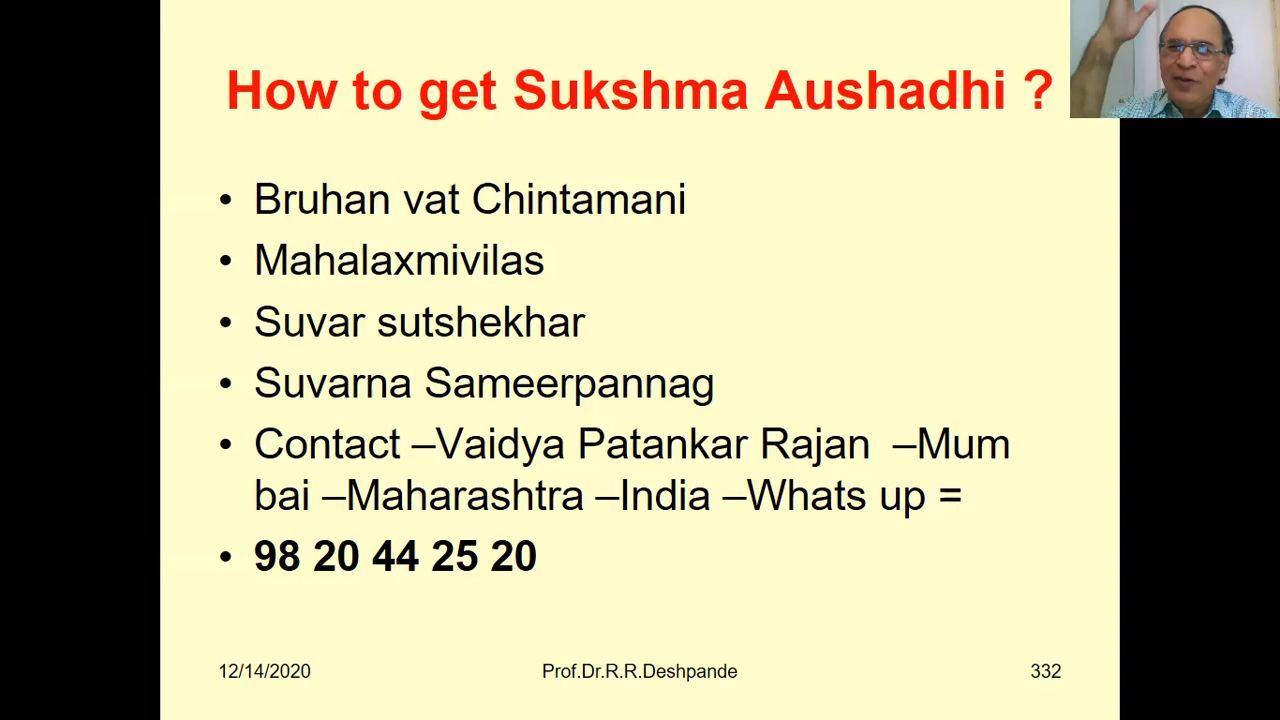 How to get Sukshma Aushadhi ?
• Bruhan vat Chintamani
• Mahalaxmivilas
• Suvar sutshekhar
• Suvarna Sameerpannag
• Contact –Vaidya Patankar Rajan –Mum
bai –Maharashtra –India –Whats up =
• 98 20 44 25 20
12/14/2020 Prof.Dr.R.R.Deshpande 332